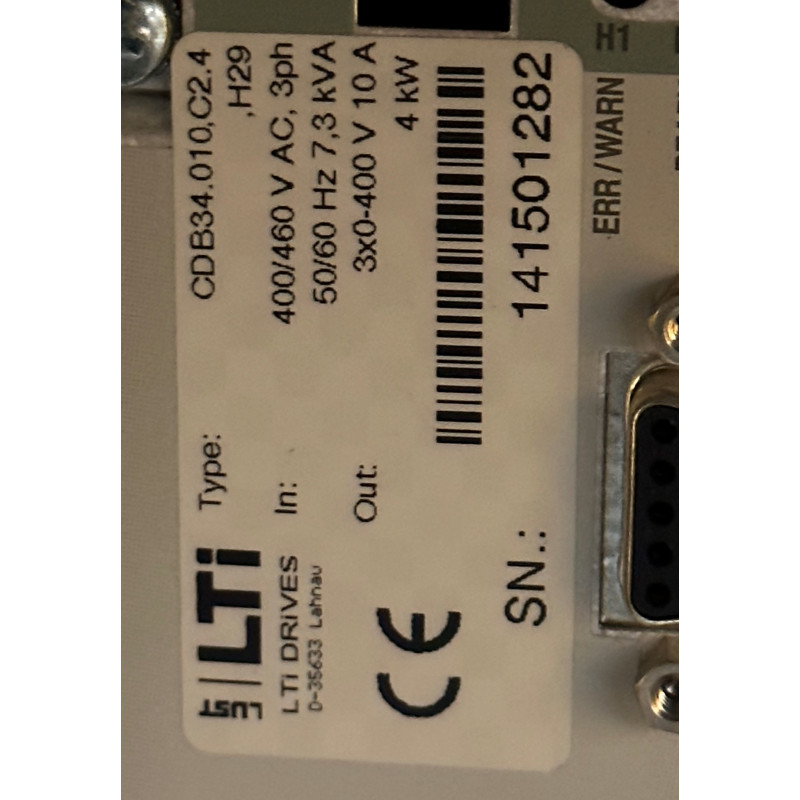 LTi
LTi DRiVES
D-35633 Lahnau
Type: CDB34.010,C2.4
,H29
In: 400/460 V AC, 3ph
50/60 Hz 7,3 kVA
Out: 3x0-400 V 10 A
4 kW
CE
SN.: 141501282
H1
ERR/WARN